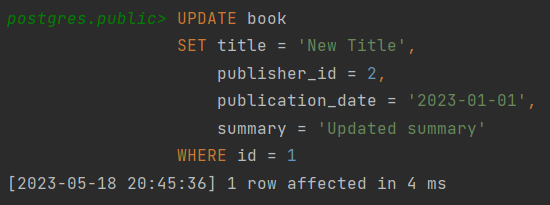 postgres.public> UPDATE book
SET title = 'New Title',
publisher_id = 2,
publication_date = '2023-01-01',
summary = 'Updated summary'
WHERE id = 1
[2023-05-18 20:45:36] 1 row affected in 4 ms